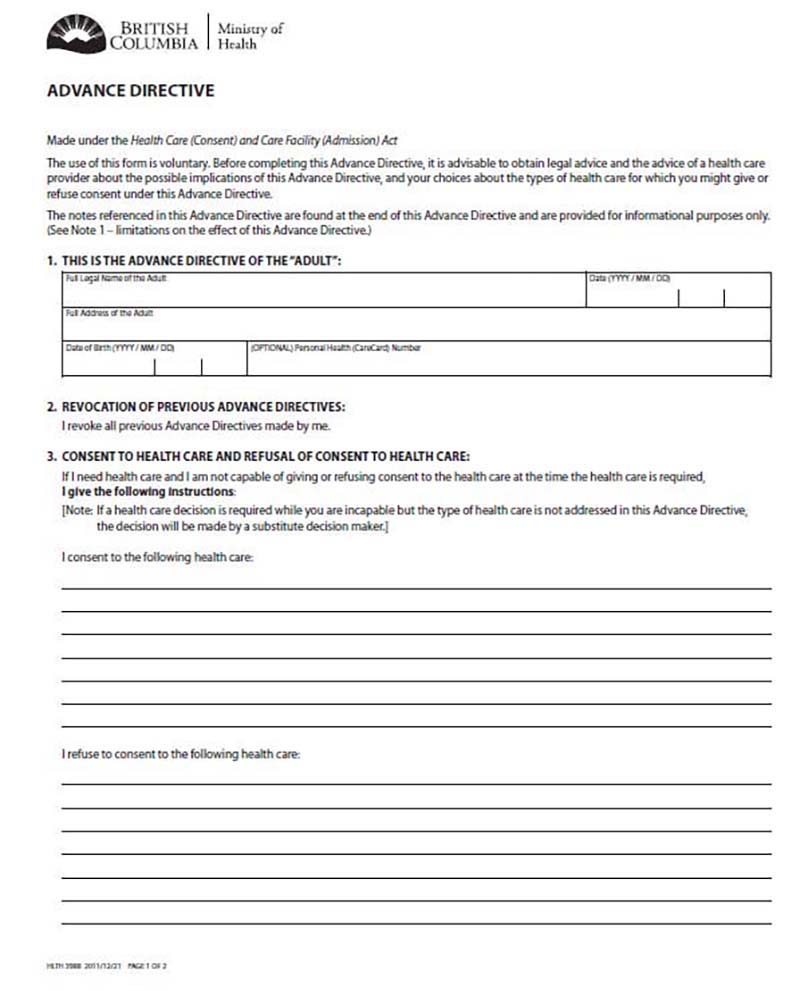 BRITISH
COLUMBIA
Ministry of
Health
ADVANCE DIRECTIVE
Made under the Health Care (Consent) and Care Facility (Admission) Act
The use of this form is voluntary. Before completing this Advance Directive, it is advisable to obtain legal advice and the advice of a health care
provider about the possible implications of this Advance Directive, and your choices about the types of health care for which you might give or
refuse consent under this Advance Directive.
The notes referenced in this Advance Directive are found at the end of this Advance Directive and are provided for informational purposes only.
(See Note 1 – limitations on the effect of this Advance Directive.)
1. THIS IS THE ADVANCE DIRECTIVE OF THE “ADULT”:
Full Legal Name of the Adult
Date (YYYY / MM / DD)
Full Address of the Adult
Date of Birth (YYYY / MM / DD)
(OPTIONAL) Personal Health (CareCard) Number
2. REVOCATION OF PREVIOUS ADVANCE DIRECTIVES:
I revoke all previous Advance Directives made by me.
3. CONSENT TO HEALTH CARE AND REFUSAL OF CONSENT TO HEALTH CARE:
If I need health care and I am not capable of giving or refusing consent to the health care at the time the health care is required,
I give the following instructions:
[Note: If a health care decision is required while you are incapable but the type of health care is not addressed in this Advance Directive,
the decision will be made by a substitute decision maker.]
I consent to the following health care:
I refuse to consent to the following health care:
HLTH 3988 2011/12/21 PAGE 1 OF 2